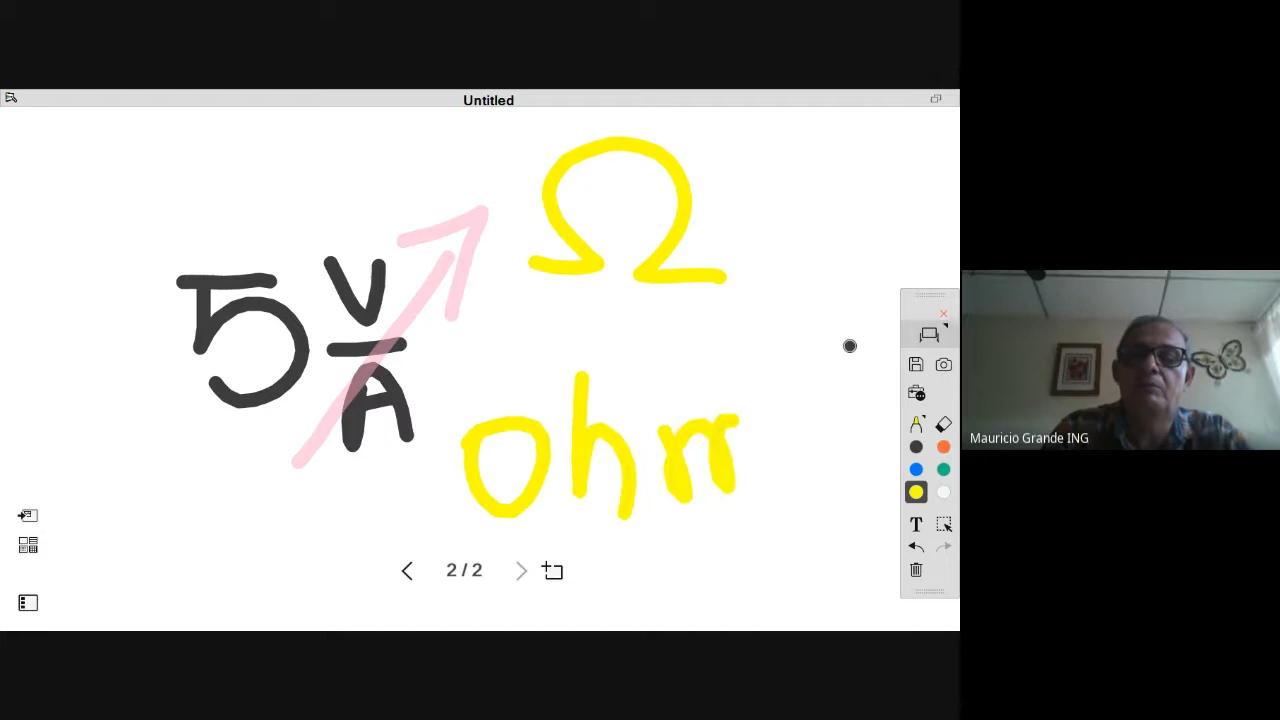 Untitled
Ω
5 V/A
ohm
Mauricio Grande ING
T
2 / 2